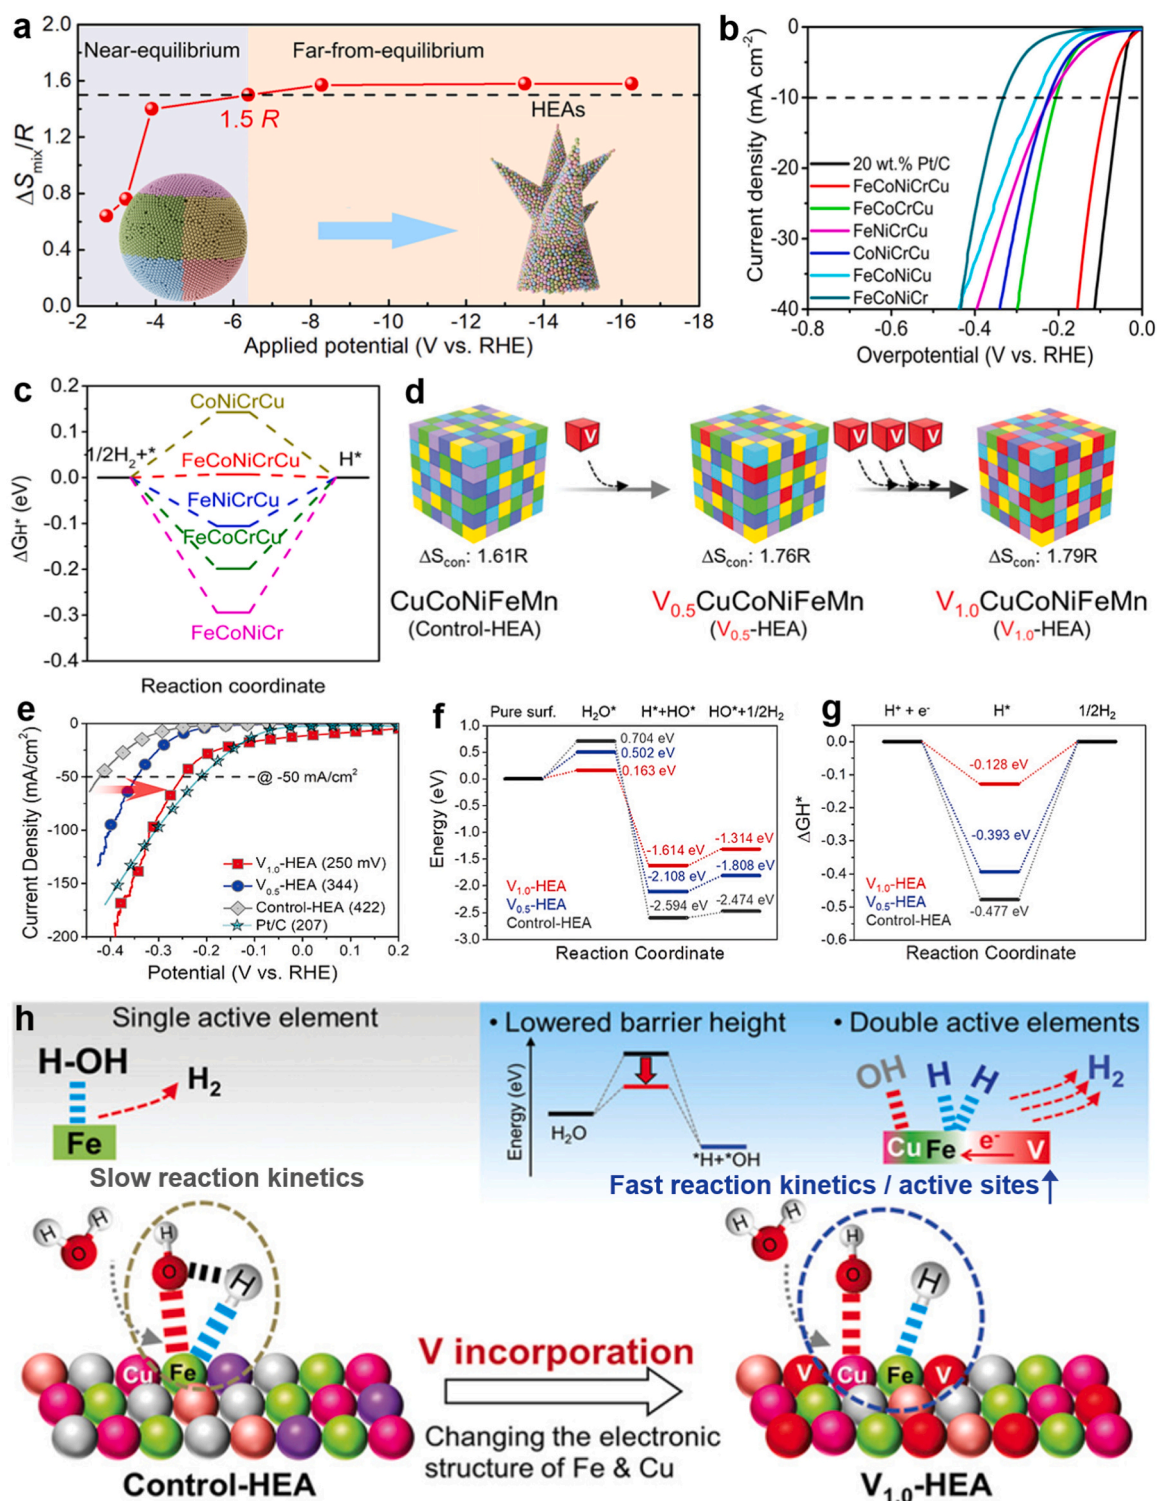 a
2.0
1.6
1.2
0.8
0.4
0.0
ΔS_mix/R
Near-equilibrium
Far-from-equilibrium
1.5 R
HEAs
-2 -4 -6 -8 -10 -12 -14 -16 -18
Applied potential (V vs. RHE)
b
Current density (mA cm⁻²)
0
-10
-20
-30
-40
20 wt.% Pt/C
FeCoNiCrCu
FeCoCrCu
FeNiCrCu
CoNiCrCu
FeCoNiCu
FeCoNiCr
-0.8 -0.6 -0.4 -0.2 0.0
Overpotential (V vs. RHE)
c
ΔGH* (eV)
0.2
0.15
0.1
0.0
-0.1
-0.2
-0.3
-0.4
CoNiCrCu
1/2H₂+*
H*
FeCoNiCrCu
FeNiCrCu
FeCoCrCu
FeCoNiCr
Reaction coordinate
d
V
V V V
ΔS_con: 1.61R
ΔS_con: 1.76R
ΔS_con: 1.79R
CuCoNiFeMn
(Control-HEA)
V₀.₅CuCoNiFeMn
(V₀.₅-HEA)
V₁.₀CuCoNiFeMn
(V₁.₀-HEA)
e
Current Density (mA/cm²)
0
-50
-100
-150
-200
@ -50 mA/cm²
V₁.₀-HEA (250 mV)
V₀.₅-HEA (344)
Control-HEA (422)
Pt/C (207)
-0.4 -0.3 -0.2 -0.1 0.0 0.1 0.2
Potential (V vs. RHE)
f
Pure surf. H₂O* H*+HO* HO*+1/2H₂
Energy (eV)
1.0
0.5
0.0
-0.5
-1.0
-1.5
-2.0
-2.5
-3.0
0.704 eV
0.502 eV
0.163 eV
-1.314 eV
-1.614 eV
-1.808 eV
-2.108 eV
-2.474 eV
-2.594 eV
V₁.₀-HEA
V₀.₅-HEA
Control-HEA
Reaction Coordinate
g
H⁺ + e⁻ H* 1/2H₂
ΔGH*
0.0
-0.1
-0.2
-0.3
-0.4
-0.5
-0.6
-0.128 eV
-0.393 eV
-0.477 eV
V₁.₀-HEA
V₀.₅-HEA
Control-HEA
Reaction Coordinate
h
Single active element
H-OH
H₂
Fe
Slow reaction kinetics
• Lowered barrier height
Energy (eV)
H₂O
*H+*OH
• Double active elements
OH H H H₂
Cu Fe e⁻ V
Fast reaction kinetics / active sites↑
H H
O
H
O H
Cu Fe
Control-HEA
V incorporation
Changing the electronic
structure of Fe & Cu
H H
O
H
O H
V Cu Fe V
V₁.₀-HEA